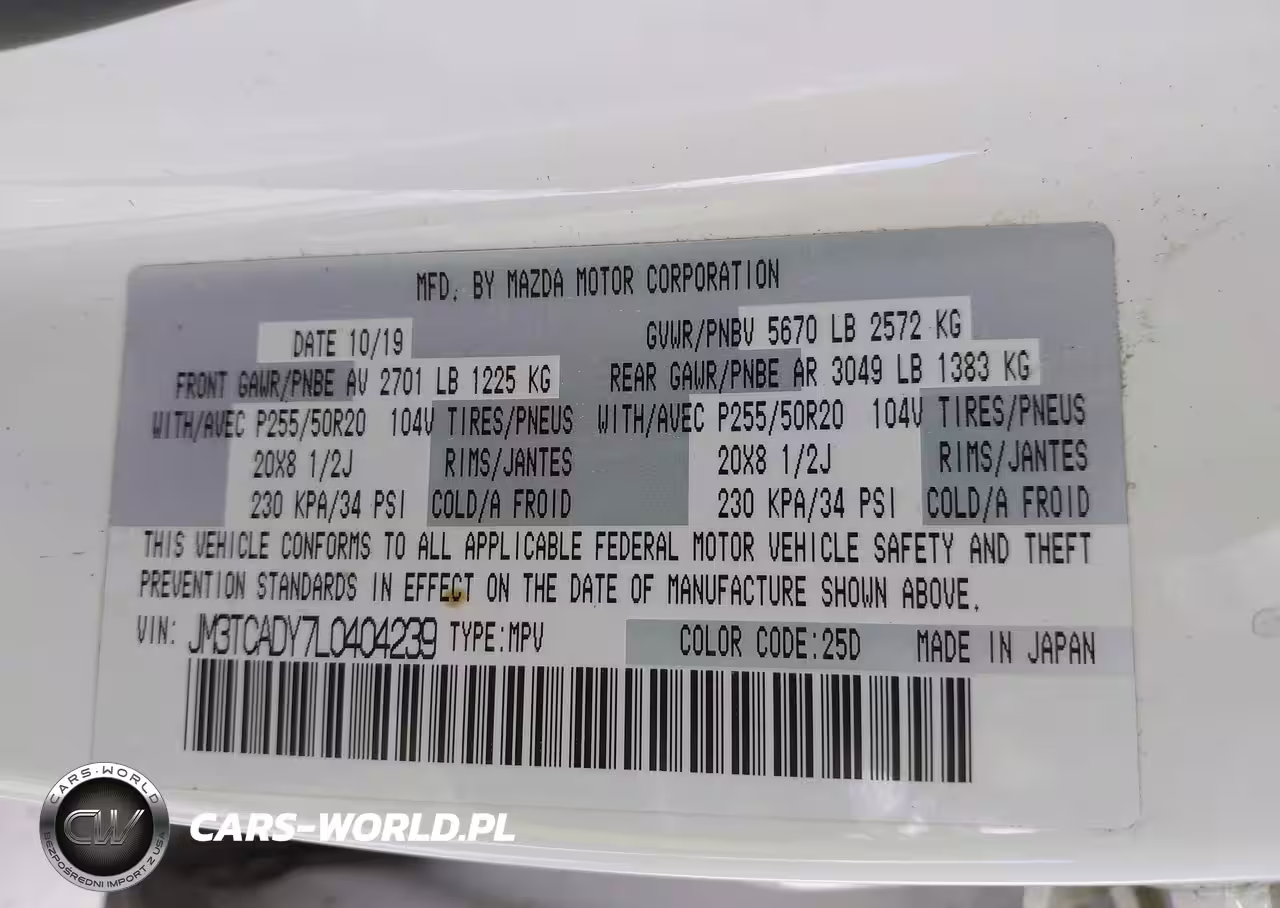 MFD. BY MAZDA MOTOR CORPORATION
DATE 10/19 GVWR/PNBV 5670 LB 2572 KG
FRONT GAWR/PNBE AV 2701 LB 1225 KG REAR GAWR/PNBE AR 3049 LB 1383 KG
WITH/AVEC P255/50R20 104V TIRES/PNEUS WITH/AVEC P255/50R20 104V TIRES/PNEUS
20X8 1/2J RIMS/JANTES 20X8 1/2J RIMS/JANTES
230 KPA/34 PSI COLD/A FROID 230 KPA/34 PSI COLD/A FROID
THIS VEHICLE CONFORMS TO ALL APPLICABLE FEDERAL MOTOR VEHICLE SAFETY AND THEFT
PREVENTION STANDARDS IN EFFECT ON THE DATE OF MANUFACTURE SHOWN ABOVE.
VIN: JM3TCADY7L0404239 TYPE:MPV COLOR CODE:25D MADE IN JAPAN
CARS-WORLD
CW
BEZPOŚREDNI IMPORT Z USA
CARS-WORLD.PL